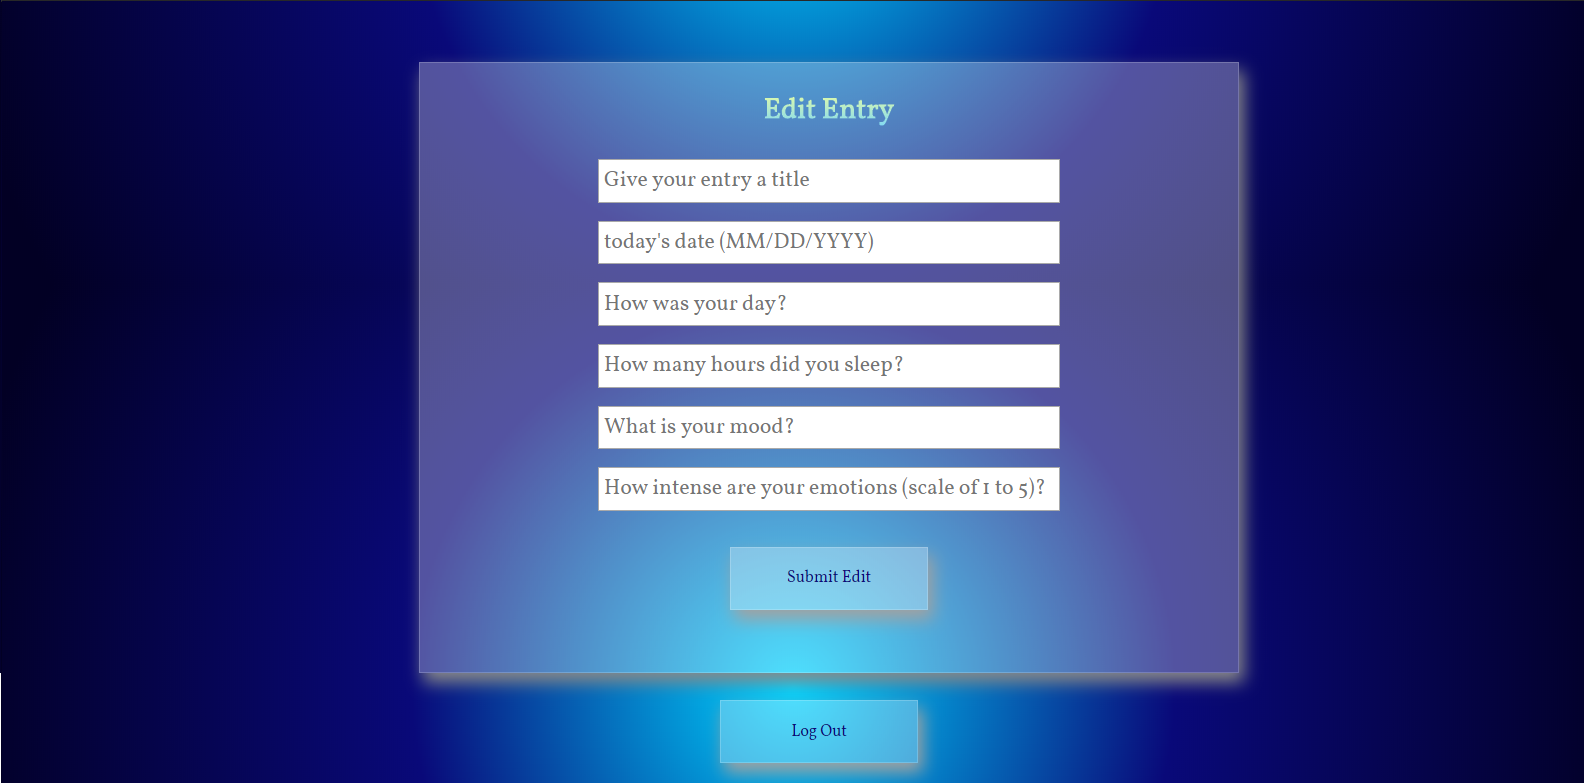 Edit Entry
Give your entry a title
today's date (MM/DD/YYYY)
How was your day?
How many hours did you sleep?
What is your mood?
How intense are your emotions (scale of 1 to 5)?
Submit Edit
Log Out